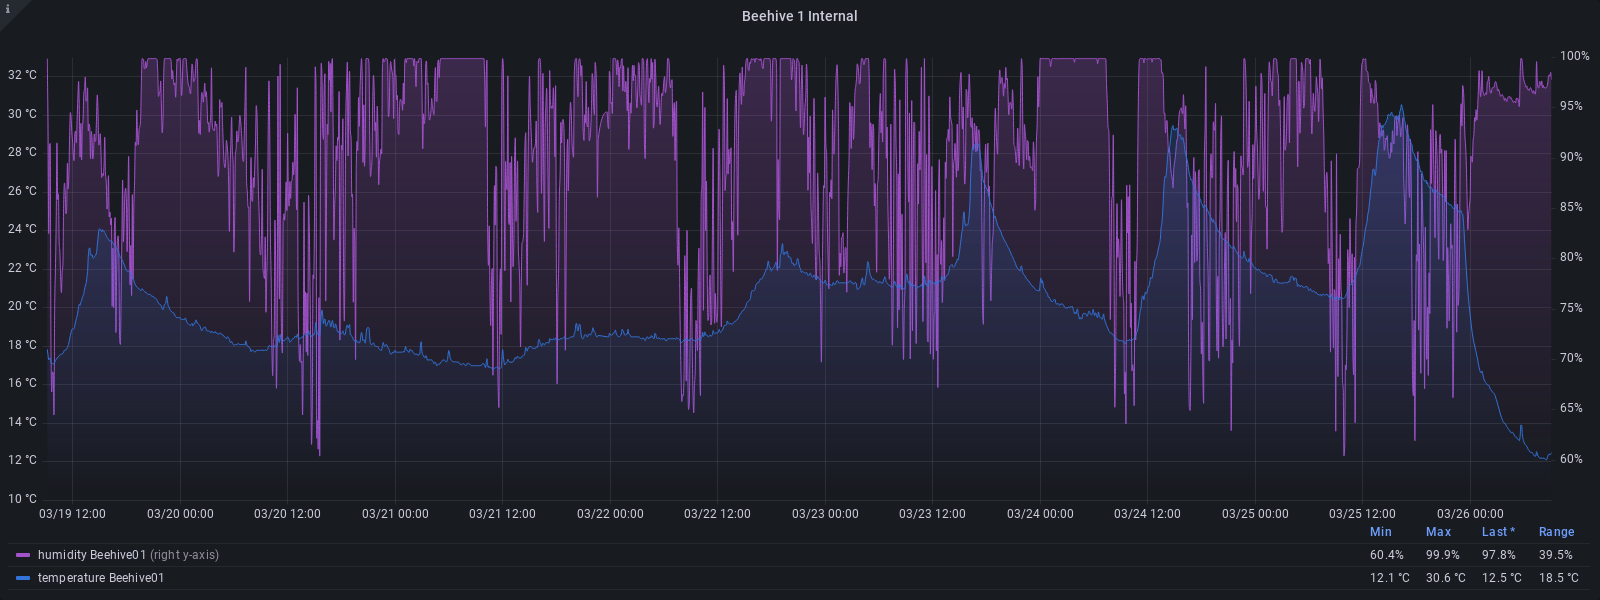 i
Beehive 1 Internal
32 °C
30 °C
28 °C
26 °C
24 °C
22 °C
20 °C
18 °C
16 °C
14 °C
12 °C
10 °C
100%
95%
90%
85%
80%
75%
70%
65%
60%
03/19 12:00 03/20 00:00 03/20 12:00 03/21 00:00 03/21 12:00 03/22 00:00 03/22 12:00 03/23 00:00 03/23 12:00 03/24 00:00 03/24 12:00 03/25 00:00 03/25 12:00 03/26 00:00
Min Max Last * Range
humidity Beehive01 (right y-axis) 60.4% 99.9% 97.8% 39.5%
temperature Beehive01 12.1 °C 30.6 °C 12.5 °C 18.5 °C